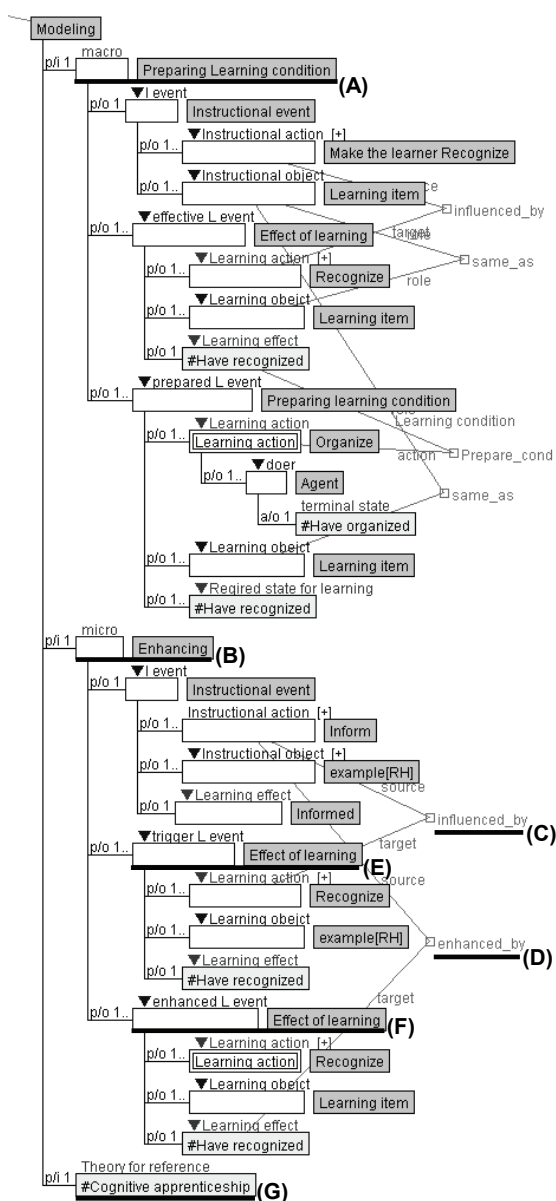 Modeling
macro
p/i 1 Preparing Learning condition (A)
▼I event
p/o 1 Instructional event
▼Instructional action [+]
p/o 1.. Make the learner Recognize
▼Instructional object source
p/o 1.. Learning item influenced_by
▼effective L event target role
p/o 1.. Effect of learning
▼Learning action [+] same_as
p/o 1.. Recognize role
▼Learning obejct
p/o 1.. Learning item
▼Learning effect
p/o 1 #Have recognized
▼prepared L event
p/o 1 Preparing learning condition
Learning action role Learning condition
p/o 1.. Learning action Organize action Prepare_cond
▼doer
p/o 1.. Agent same_as
terminal state
a/o 1 #Have organized
▼Learning obejct
p/o 1.. Learning item
▼Reqired state for learning
p/o 1.. #Have recognized
micro
p/i 1 Enhancing (B)
▼I event
p/o 1 Instructional event
Instructional action [+]
p/o 1.. Inform
▼Instructional object [+]
p/o 1.. example[RH]
▼Learning effect source
p/o 1 Informed influenced_by (C)
▼trigger L event target
p/o 1.. Effect of learning (E)
▼Learning action [+] source
p/o 1.. Recognize
▼Learning obejct
p/o 1.. example[RH] enhanced_by (D)
▼Learning effect
p/o 1 #Have recognized
▼enhanced L event target
p/o 1.. Effect of learning (F)
▼Learning action [+]
p/o 1.. Learning action Recognize
▼Learning obejct
p/o 1.. Learning item
▼Learning effect
p/o 1 #Have recognized
Theory for reference
p/i 1 #Cognitive apprenticeship (G)